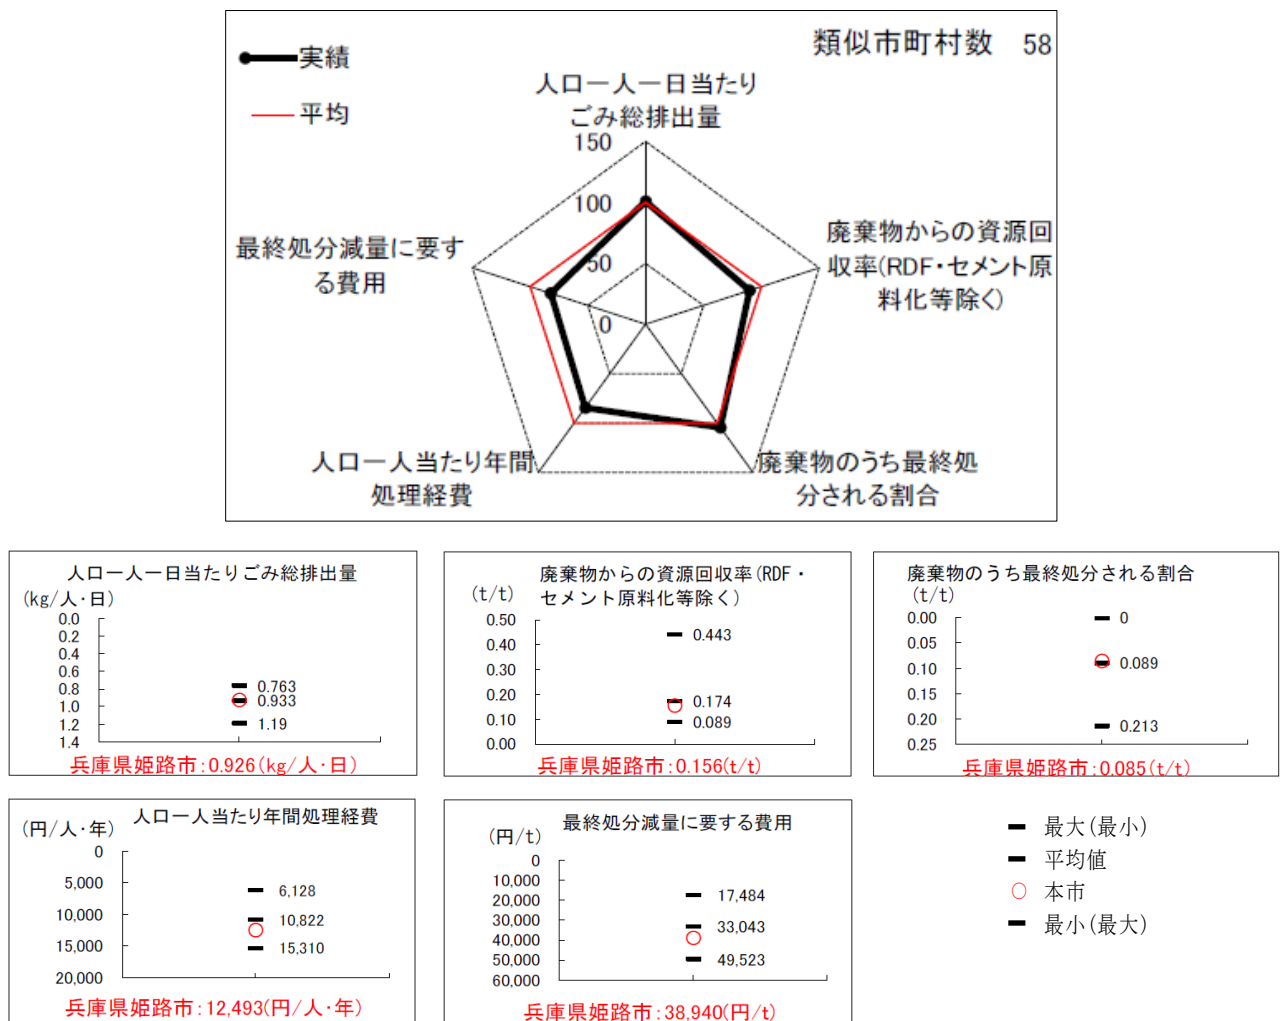 実績
平均
類似市町村数 58
人口一人一日当たり
ごみ総排出量
150
100
50
0
廃棄物からの資源回
収率(RDF・セメント原
料化等除く)
最終処分減量に要す
る費用
人口一人当たり年間
処理経費
廃棄物のうち最終処
分される割合
人口一人一日当たりごみ総排出量
(kg/人・日)
0.0
0.2
0.4
0.6
0.8
1.0
1.2
1.4
0.763
0.933
1.19
兵庫県姫路市:0.926(kg/人・日)
廃棄物からの資源回収率(RDF・
セメント原料化等除く)
(t/t)
0.50
0.40
0.30
0.20
0.10
0.00
0.443
0.174
0.089
兵庫県姫路市:0.156(t/t)
廃棄物のうち最終処分される割合
(t/t)
0.00
0.05
0.10
0.15
0.20
0.25
0
0.089
0.213
兵庫県姫路市:0.085(t/t)
人口一人当たり年間処理経費
(円/人・年)
0
5,000
10,000
15,000
20,000
6,128
10,822
15,310
兵庫県姫路市:12,493(円/人・年)
最終処分減量に要する費用
(円/t)
0
10,000
20,000
30,000
40,000
50,000
60,000
17,484
33,043
49,523
兵庫県姫路市:38,940(円/t)
最大(最小)
平均値
本市
最小(最大)